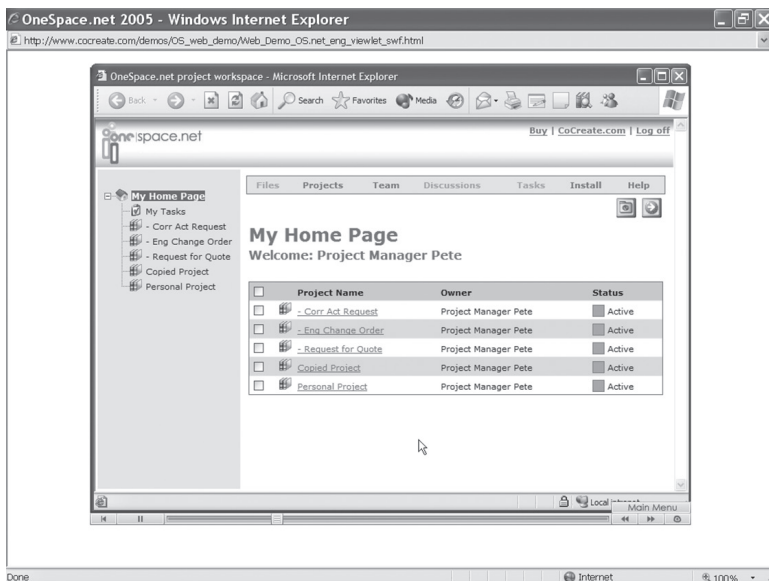 OneSpace.net 2005 - Windows Internet Explorer
http://www.cocreate.com/demos/OS_web_demo/Web_Demo_OS.net_eng_viewlet_swf.html
OneSpace.net project workspace - Microsoft Internet Explorer
Back Search Favorites Media
onespace.net Buy | CoCreate.com | Log off
Files Projects Team Discussions Tasks Install Help
My Home Page
My Tasks
- Corr Act Request
- Eng Change Order
- Request for Quote
Copied Project
Personal Project
My Home Page
Welcome: Project Manager Pete
Project Name Owner Status
- Corr Act Request Project Manager Pete Active
- Eng Change Order Project Manager Pete Active
- Request for Quote Project Manager Pete Active
Copied Project Project Manager Pete Active
Personal Project Project Manager Pete Active
Local
Main Menu
Done Internet 100%